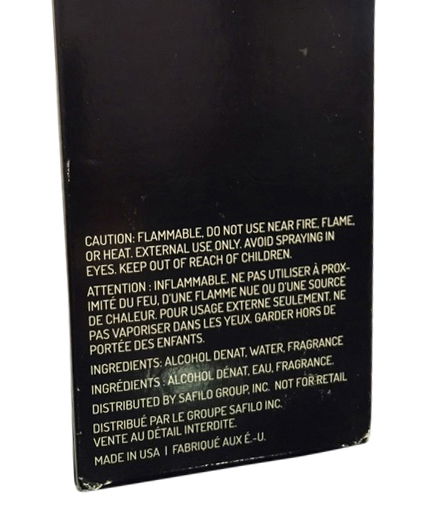 CAUTION: FLAMMABLE. DO NOT USE NEAR FIRE, FLAME,
OR HEAT. EXTERNAL USE ONLY. AVOID SPRAYING IN
EYES. KEEP OUT OF REACH OF CHILDREN.
ATTENTION : INFLAMMABLE. NE PAS UTILISER À PROX-
IMITÉ DU FEU, D'UNE FLAMME NUE OU D'UNE SOURCE
DE CHALEUR. POUR USAGE EXTERNE SEULEMENT. NE
PAS VAPORISER DANS LES YEUX. GARDER HORS DE
PORTÉE DES ENFANTS.
INGREDIENTS: ALCOHOL DENAT, WATER, FRAGRANCE
INGRÉDIENTS : ALCOHOL DÉNAT, EAU, FRAGRANCE.
DISTRIBUTED BY SAFILO GROUP, INC. NOT FOR RETAIL
DISTRIBUÉ PAR LE GROUPE SAFILO INC.
VENTE AU DÉTAIL INTERDITE.
MADE IN USA | FABRIQUÉ AUX É.-U.